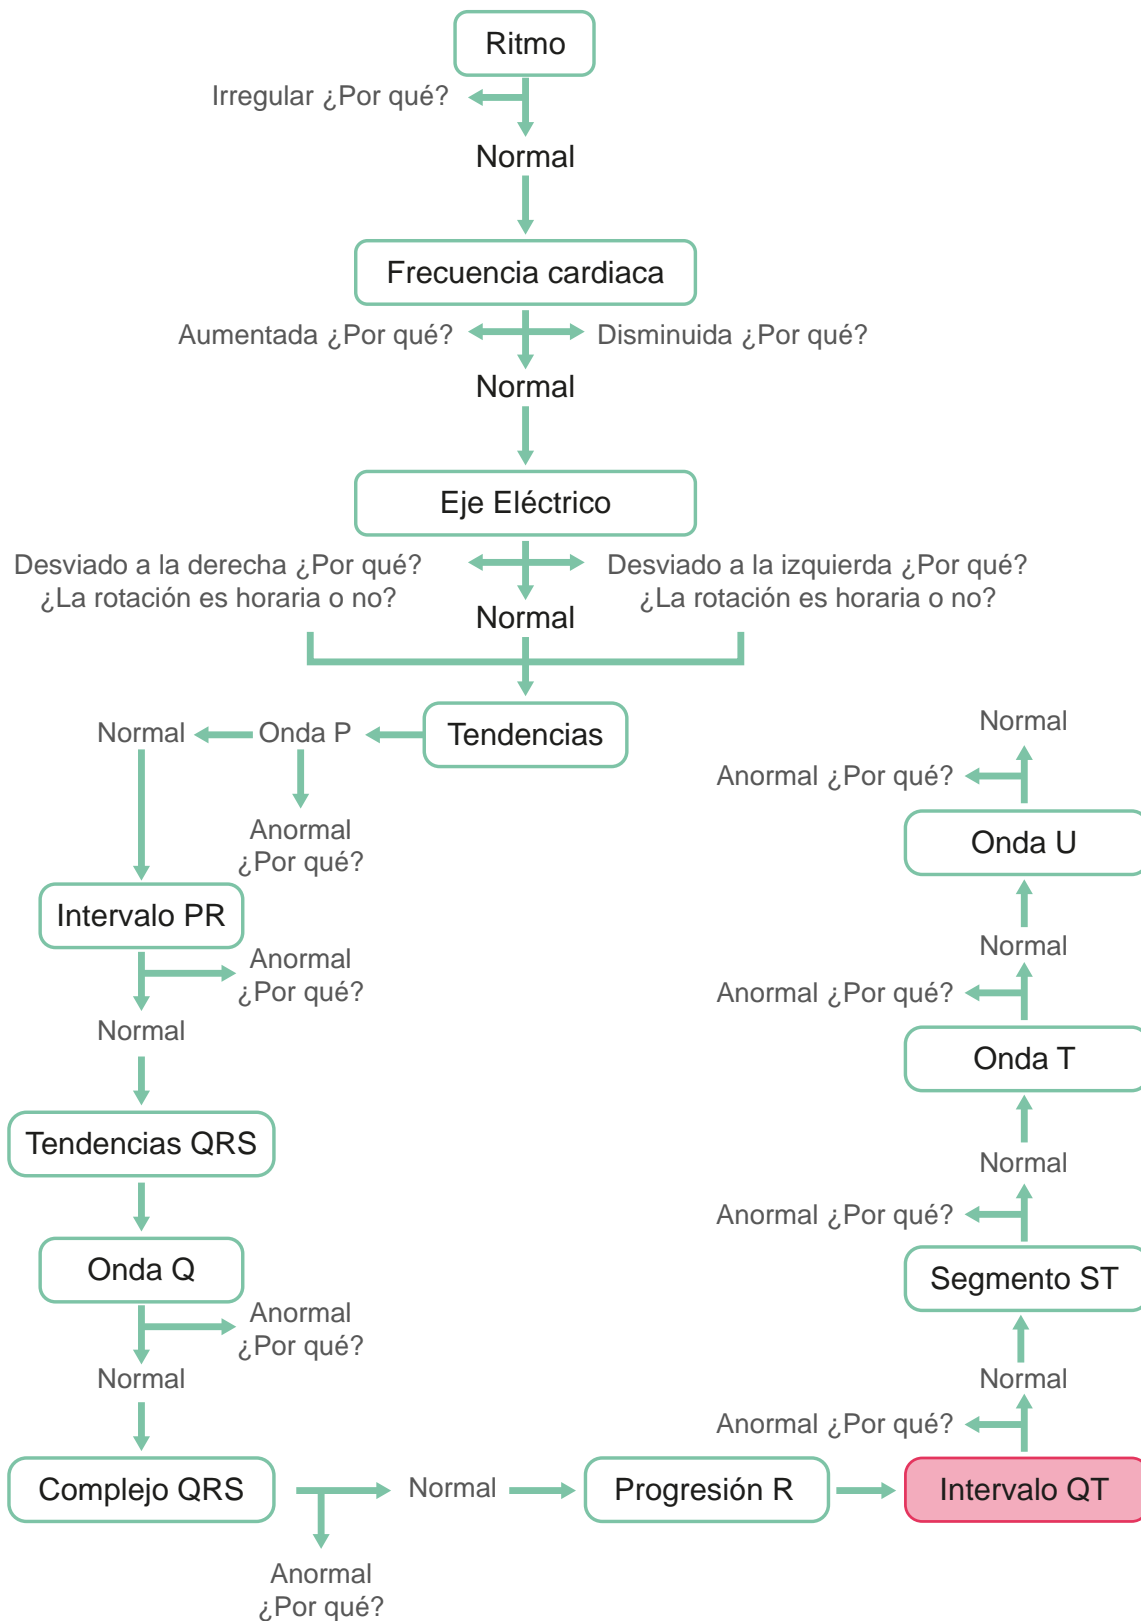 Ritmo
Irregular ¿Por qué?
Normal
Frecuencia cardiaca
Aumentada ¿Por qué?
Disminuida ¿Por qué?
Normal
Eje Eléctrico
Desviado a la derecha ¿Por qué?
¿La rotación es horaria o no?
Desviado a la izquierda ¿Por qué?
¿La rotación es horaria o no?
Normal
Tendencias
Onda P
Normal
Anormal
¿Por qué?
Intervalo PR
Anormal
¿Por qué?
Normal
Tendencias QRS
Onda Q
Anormal
¿Por qué?
Normal
Complejo QRS
Anormal
¿Por qué?
Normal
Progresión R
Intervalo QT
Anormal ¿Por qué?
Normal
Segmento ST
Anormal ¿Por qué?
Normal
Onda T
Anormal ¿Por qué?
Normal
Onda U
Anormal ¿Por qué?
Normal